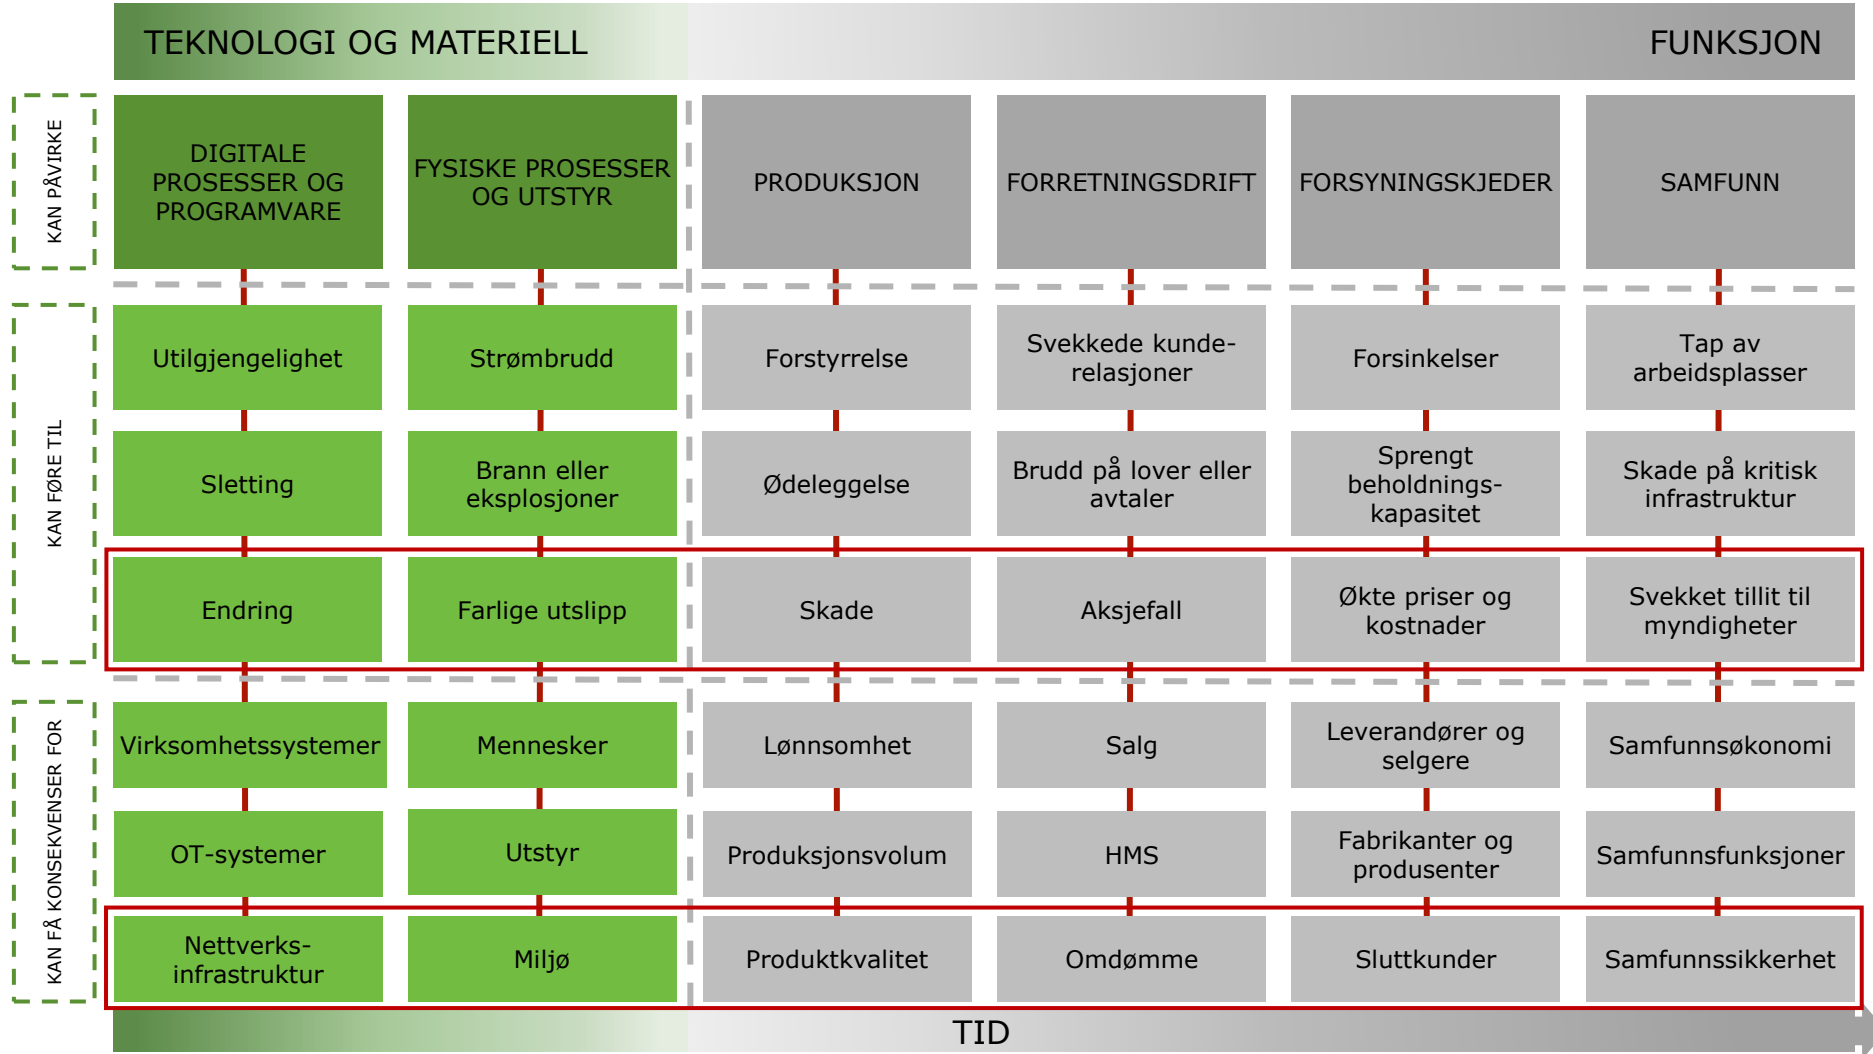 TEKNOLOGI OG MATERIELL
FUNKSJON
KAN PÅVIRKE
DIGITALE
PROSESSER OG
PROGRAMVARE
FYSISKE PROSESSER
OG UTSTYR
PRODUKSJON
FORRETNINGSDRIFT
FORSYNINGSKJEDER
SAMFUNN
KAN FØRE TIL
Utilgjengelighet
Strømbrudd
Forstyrrelse
Svekkede kunde-
relasjoner
Forsinkelser
Tap av
arbeidsplasser
Sletting
Brann eller
eksplosjoner
Ødeleggelse
Brudd på lover eller
avtaler
Sprengt
beholdnings-
kapasitet
Skade på kritisk
infrastruktur
Endring
Farlige utslipp
Skade
Aksjefall
Økte priser og
kostnader
Svekket tillit til
myndigheter
KAN FÅ KONSEKVENSER FOR
Virksomhetssystemer
Mennesker
Lønnsomhet
Salg
Leverandører og
selgere
Samfunnsøkonomi
OT-systemer
Utstyr
Produksjonsvolum
HMS
Fabrikanter og
produsenter
Samfunnsfunksjoner
Nettverks-
infrastruktur
Miljø
Produktkvalitet
Omdømme
Sluttkunder
Samfunnssikkerhet
TID